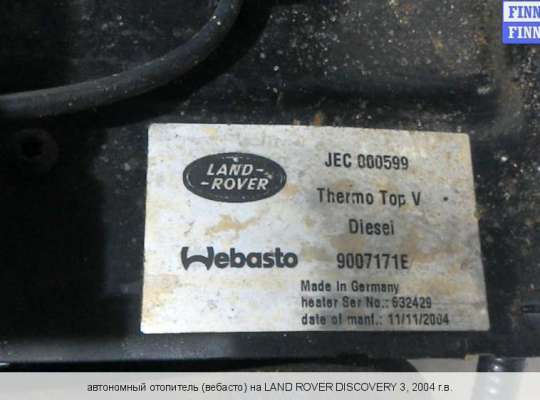 FINN
FINN
LAND-
-ROVER
JEC 000599
Thermo Top V
Diesel
Webasto
9007171E
Made In Germany
heater Ser No.: 632429
date of manf.: 11/11/2004
автономный отопитель (вебасто) на LAND ROVER DISCOVERY 3, 2004 г.в.